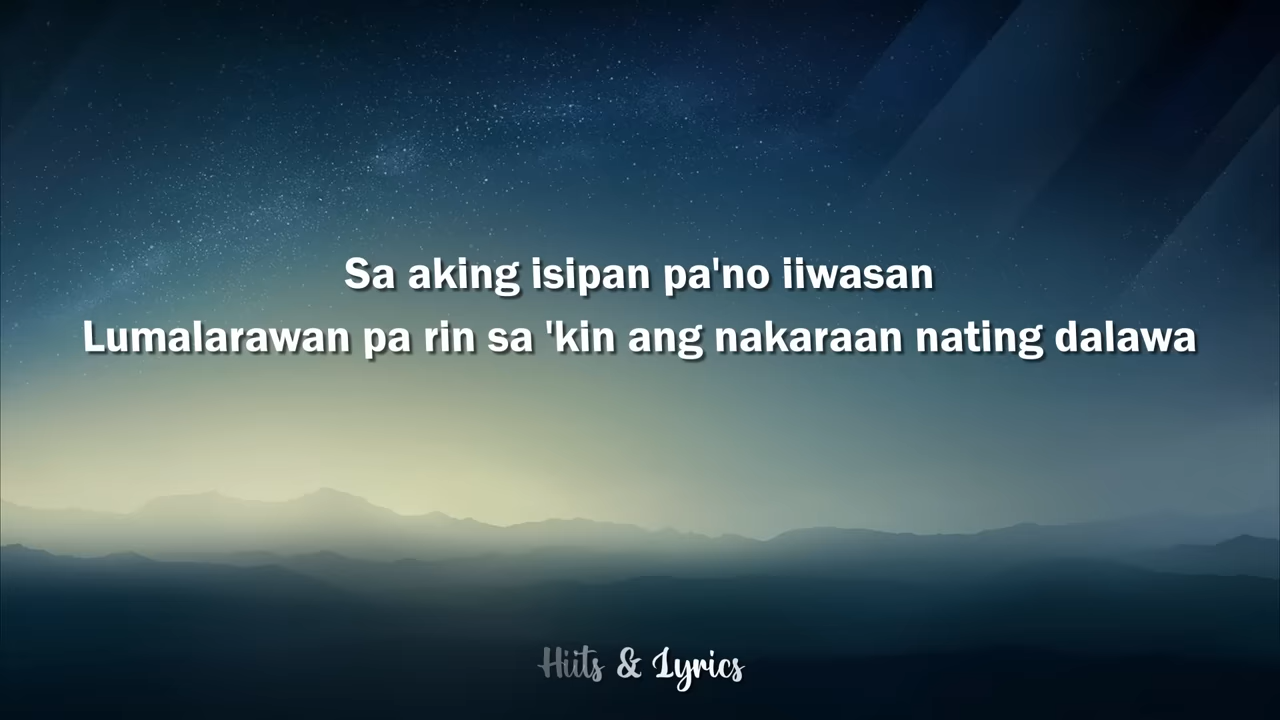 Sa aking isipan pa'no iiwasan
Lumalarawan pa rin sa 'kin ang nakaraan nating dalawa
Hiits & Lyrics